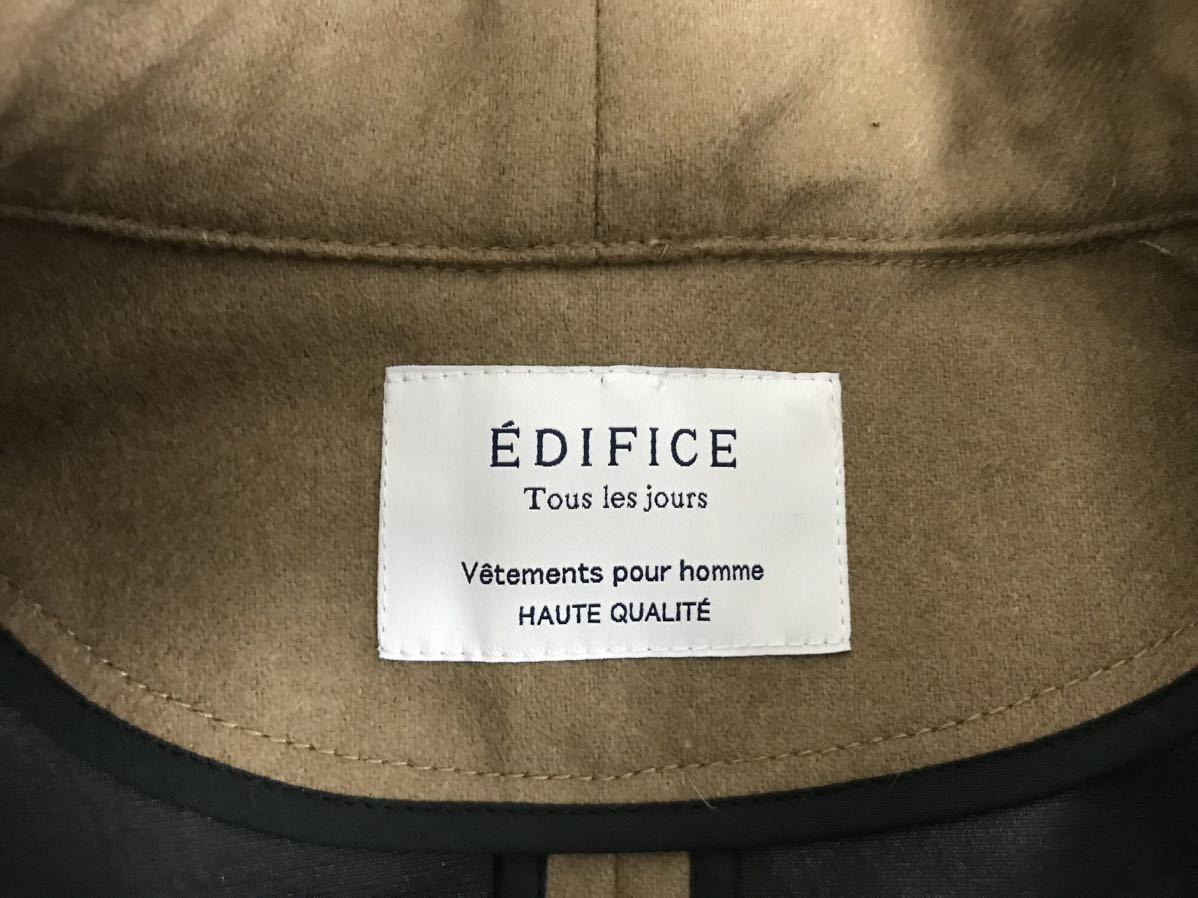 ÉDIFICE
Tous les jours
Vêtements pour homme
HAUTE QUALITÉ